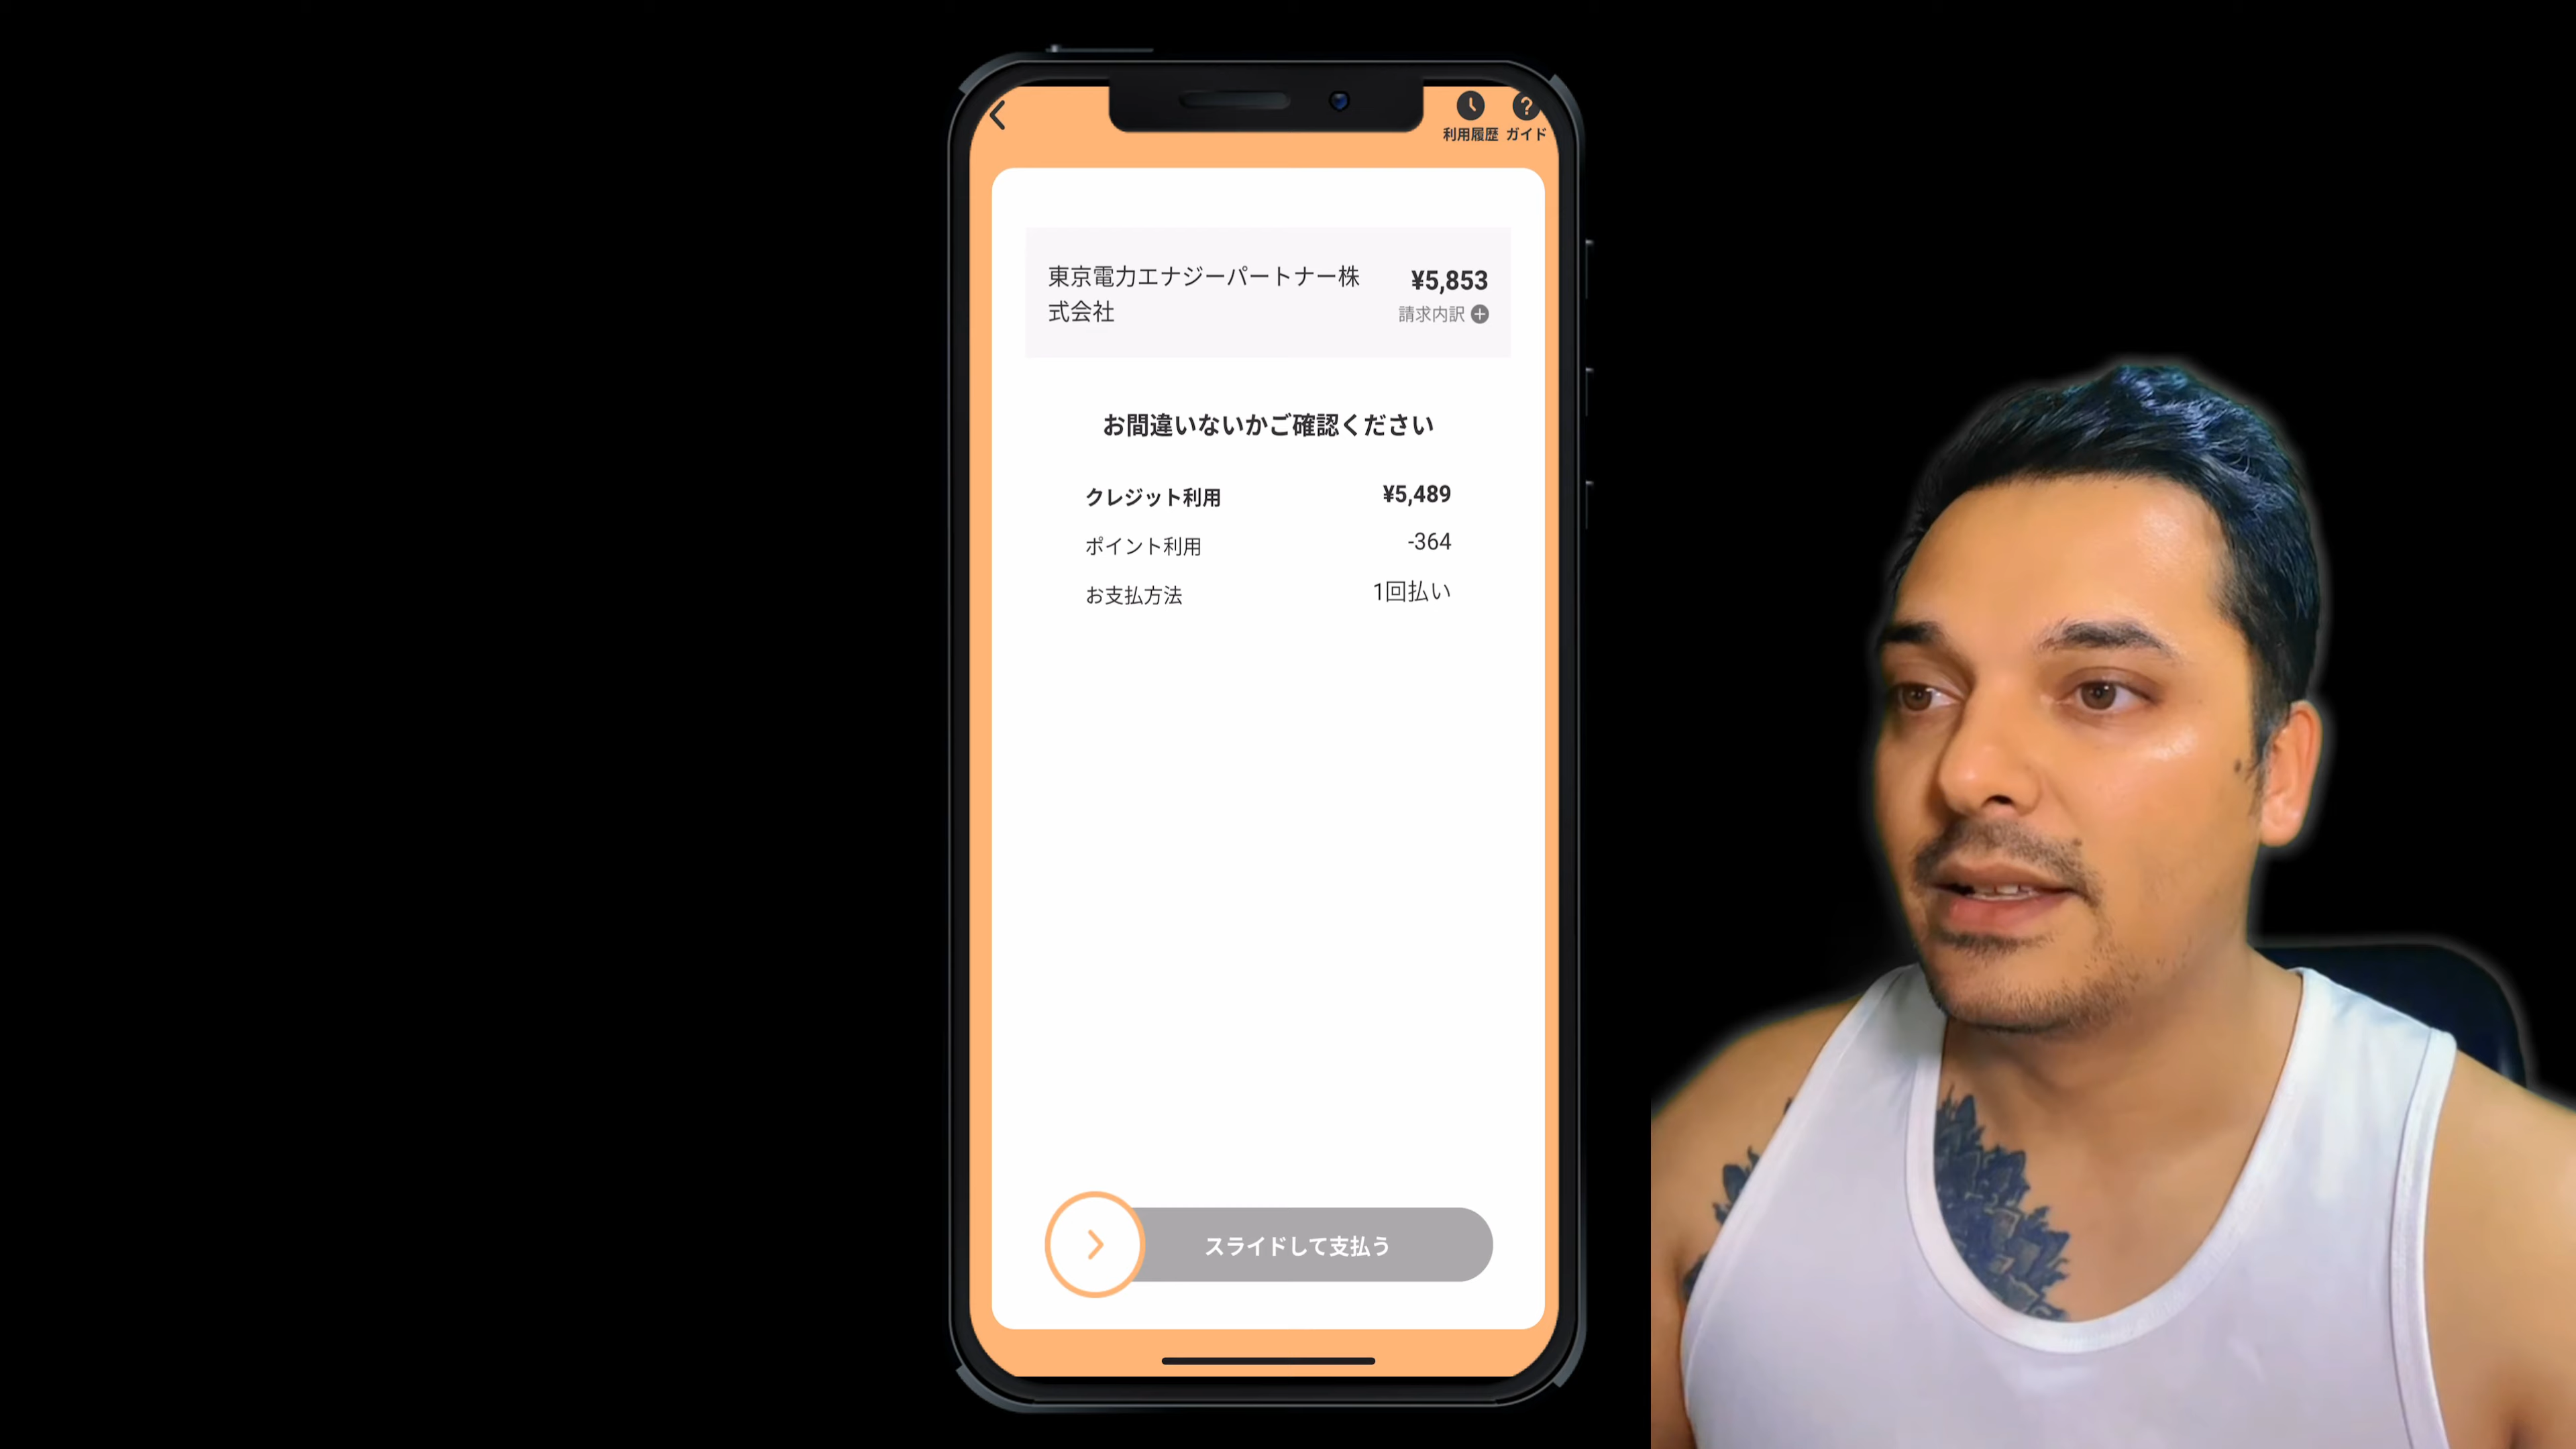 利用履歴 ガイド
東京電力エナジーパートナー株
式会社
¥5,853
請求内訳
お間違いないかご確認ください
クレジット利用 ¥5,489
ポイント利用 -364
お支払方法 1回払い
スライドして支払う